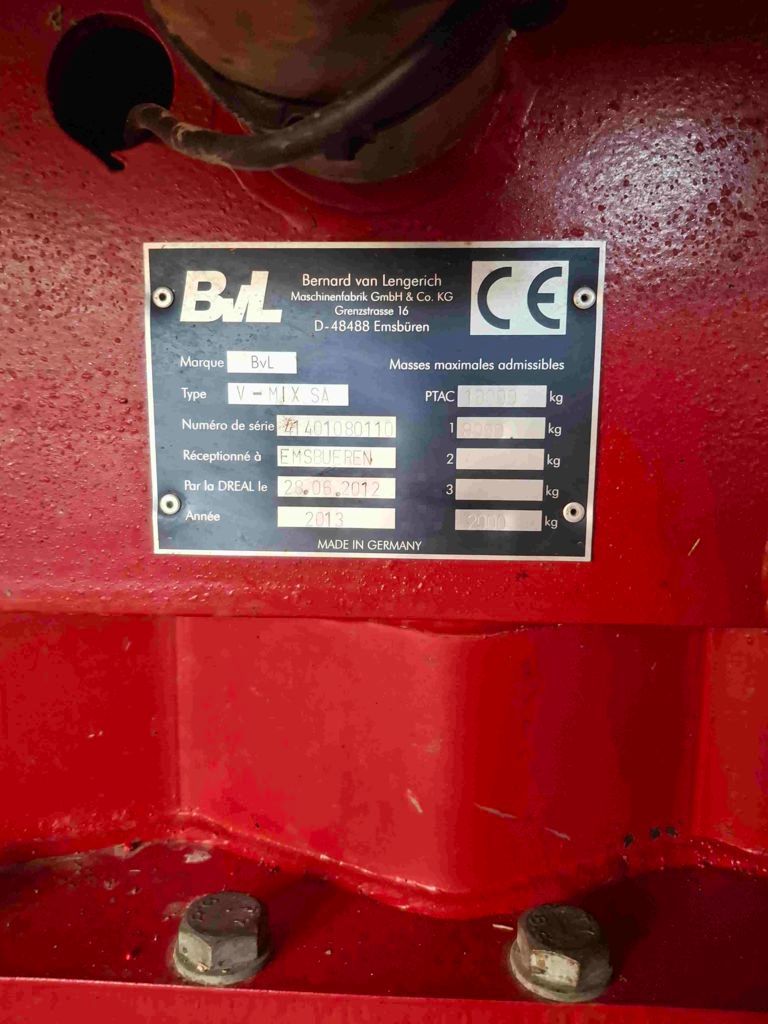 BvL
Bernard van Lengerich
Maschinenfabrik GmbH & Co. KG
Grenzstrasse 16
D-48488 Emsbüren
CE
Marque BvL
Masses maximales admissibles
Type V-MIX SA
PTAC kg
Numéro de série 1401080110
1 kg
Réceptionné à EMSBUEREN
2 kg
Par la DREAL le 28.06.2012
3 kg
Année 2013
2000 kg
MADE IN GERMANY